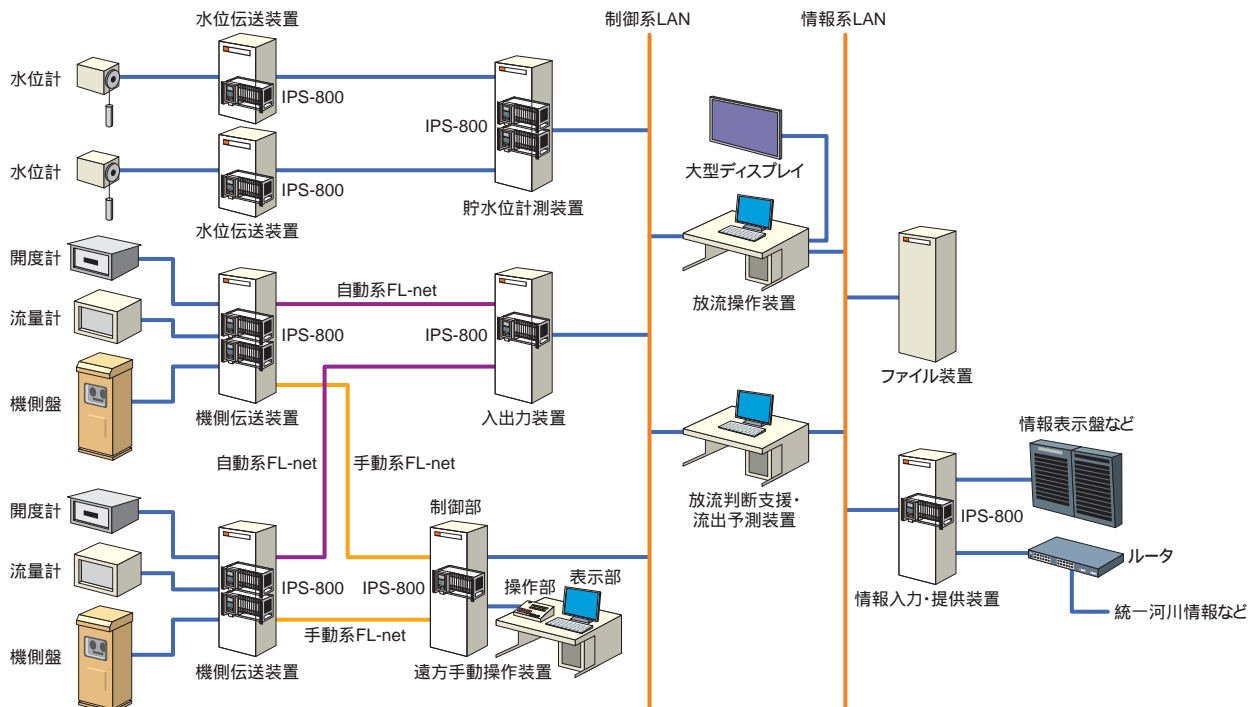 水位伝送装置
制御系LAN
情報系LAN
水位計
IPS-800
IPS-800
大型ディスプレイ
水位計
IPS-800
貯水位計測装置
水位伝送装置
開度計
自動系FL-net
放流操作装置
流量計
IPS-800
IPS-800
ファイル装置
機側盤
機側伝送装置
入出力装置
情報表示盤など
自動系FL-net
手動系FL-net
放流判断支援・
流出予測装置
制御部
開度計
IPS-800
ルータ
流量計
IPS-800
IPS-800
操作部
表示部
情報入力・提供装置
統一河川情報など
手動系FL-net
機側盤
機側伝送装置
遠方手動操作装置